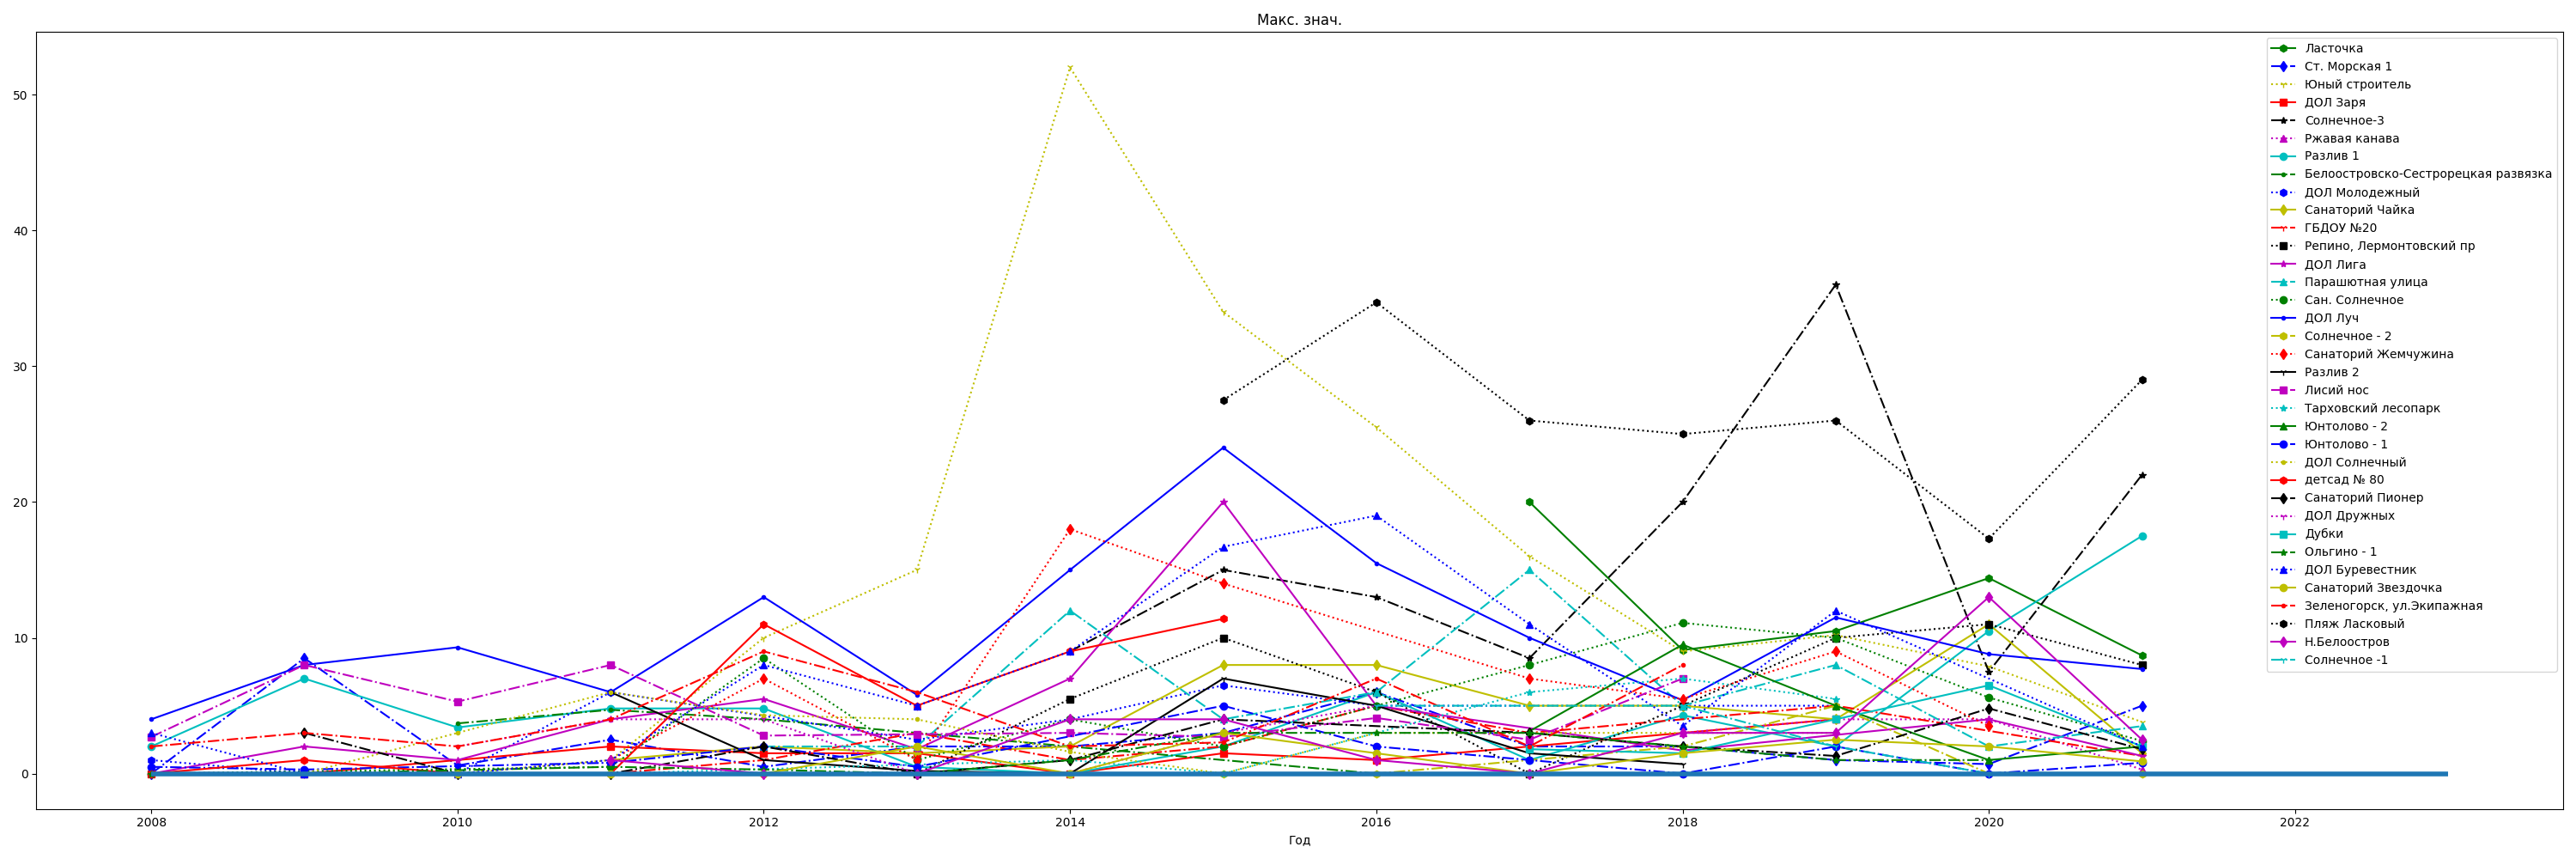 Макс. знач.
50
40
30
20
10
0
2008
2010
2012
2014
2016
2018
2020
2022
Год
Ласточка
Ст. Морская 1
Юный строитель
ДОЛ Заря
Солнечное-3
Ржавая канава
Разлив 1
Белоостровско-Сестрорецкая развязка
ДОЛ Молодежный
Санаторий Чайка
ГБДОУ №20
Репино, Лермонтовский пр
ДОЛ Лига
Парашютная улица
Сан. Солнечное
ДОЛ Луч
Солнечное - 2
Санаторий Жемчужина
Разлив 2
Лисий нос
Тарховский лесопарк
Юнтолово - 2
Юнтолово - 1
ДОЛ Солнечный
детсад № 80
Санаторий Пионер
ДОЛ Дружных
Дубки
Ольгино - 1
ДОЛ Буревестник
Санаторий Звездочка
Зеленогорск, ул.Экипажная
Пляж Ласковый
Н.Белоостров
Солнечное -1